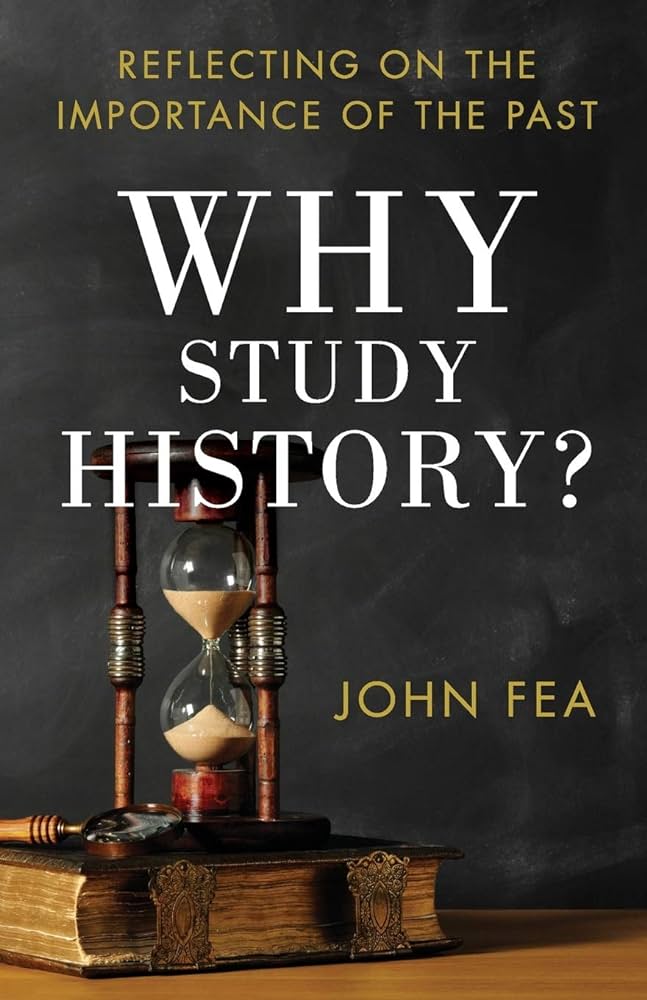 REFLECTING ON THE
IMPORTANCE OF THE PAST
WHY
STUDY
HISTORY?
JOHN FEA